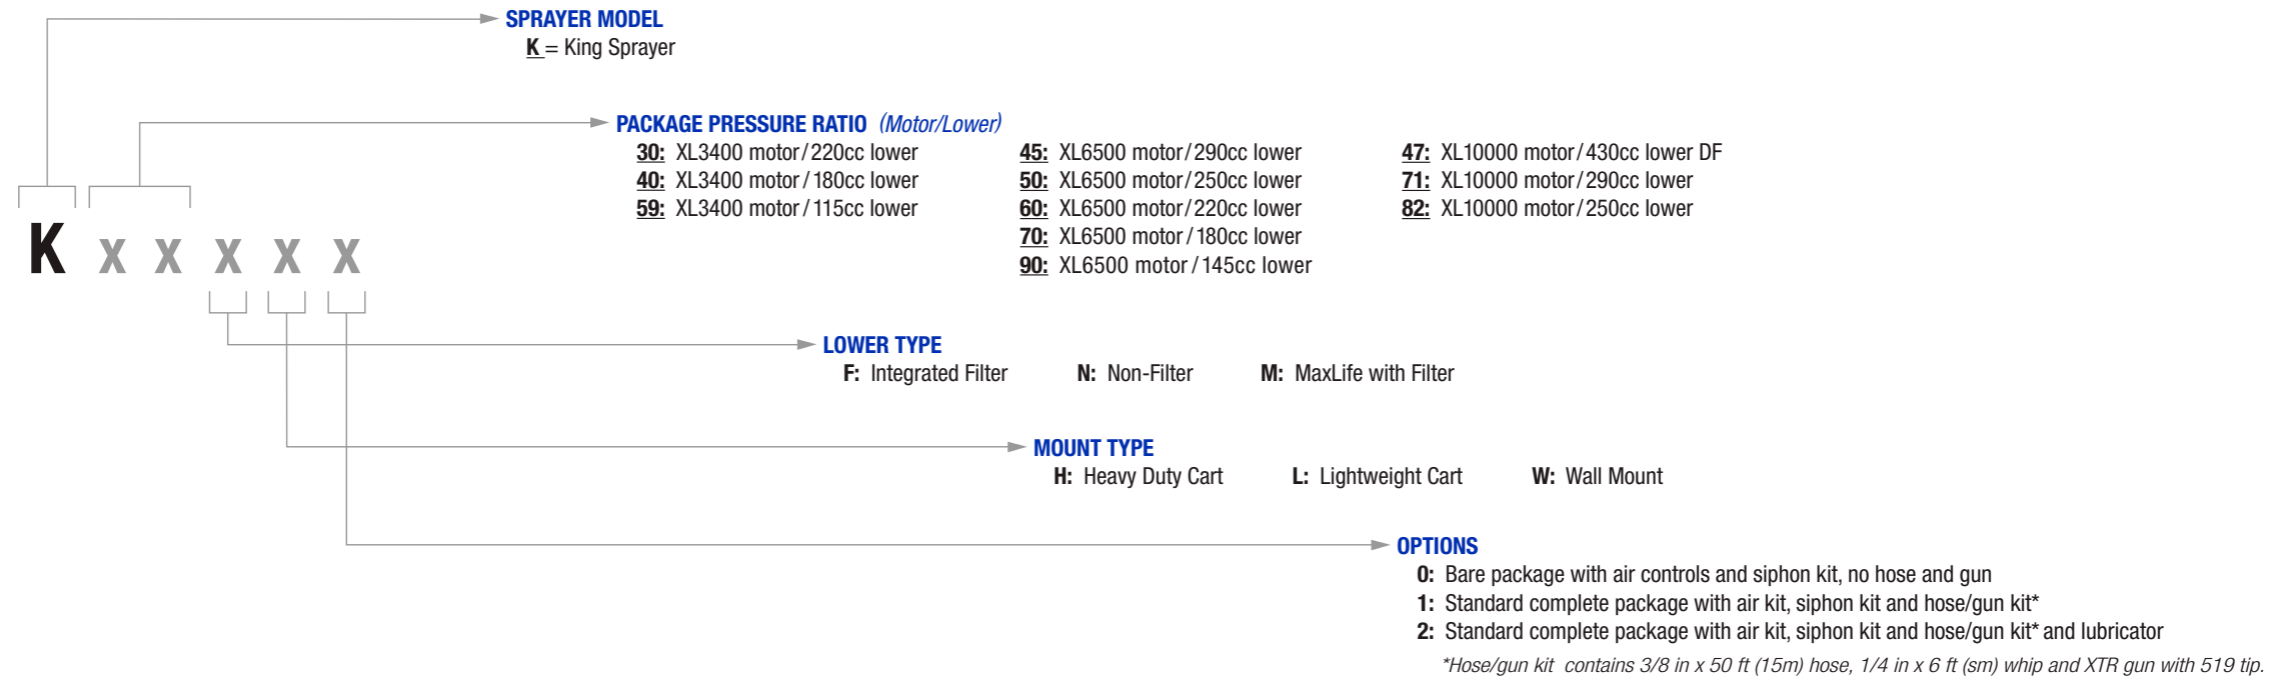 SPRAYER MODEL
K = King Sprayer
PACKAGE PRESSURE RATIO (Motor/Lower)
30: XL3400 motor/220cc lower
40: XL3400 motor/180cc lower
59: XL3400 motor/115cc lower
45: XL6500 motor/290cc lower
50: XL6500 motor/250cc lower
60: XL6500 motor/220cc lower
70: XL6500 motor/180cc lower
90: XL6500 motor/145cc lower
47: XL10000 motor/430cc lower DF
71: XL10000 motor/290cc lower
82: XL10000 motor/250cc lower
K x x x x x
LOWER TYPE
F: Integrated Filter N: Non-Filter M: MaxLife with Filter
MOUNT TYPE
H: Heavy Duty Cart L: Lightweight Cart W: Wall Mount
OPTIONS
0: Bare package with air controls and siphon kit, no hose and gun
1: Standard complete package with air kit, siphon kit and hose/gun kit*
2: Standard complete package with air kit, siphon kit and hose/gun kit* and lubricator
*Hose/gun kit contains 3/8 in x 50 ft (15m) hose, 1/4 in x 6 ft (sm) whip and XTR gun with 519 tip.